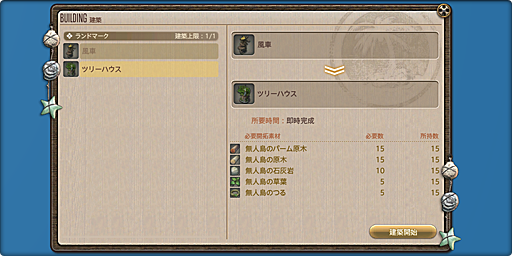 BUILDING 建築
ランドマーク 建築上限：1/1
風車
ツリーハウス
風車
ツリーハウス
所要時間：即時完成
必要開拓素材 必要数 所持数
無人島のパーム原木 15 15
無人島の原木 15 15
無人島の石灰岩 10 15
無人島の草葉 5 15
無人島のつる 5 15
建築開始